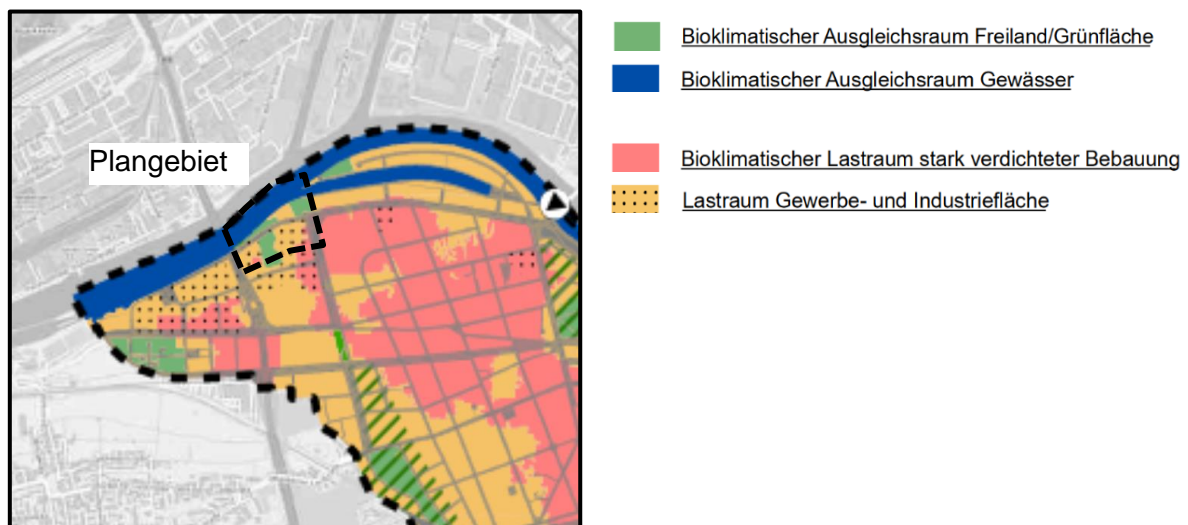 Plangebiet
Bioklimatischer Ausgleichsraum Freiland/Grünfläche
Bioklimatischer Ausgleichsraum Gewässer
Bioklimatischer Lastraum stark verdichteter Bebauung
Lastraum Gewerbe- und Industriefläche